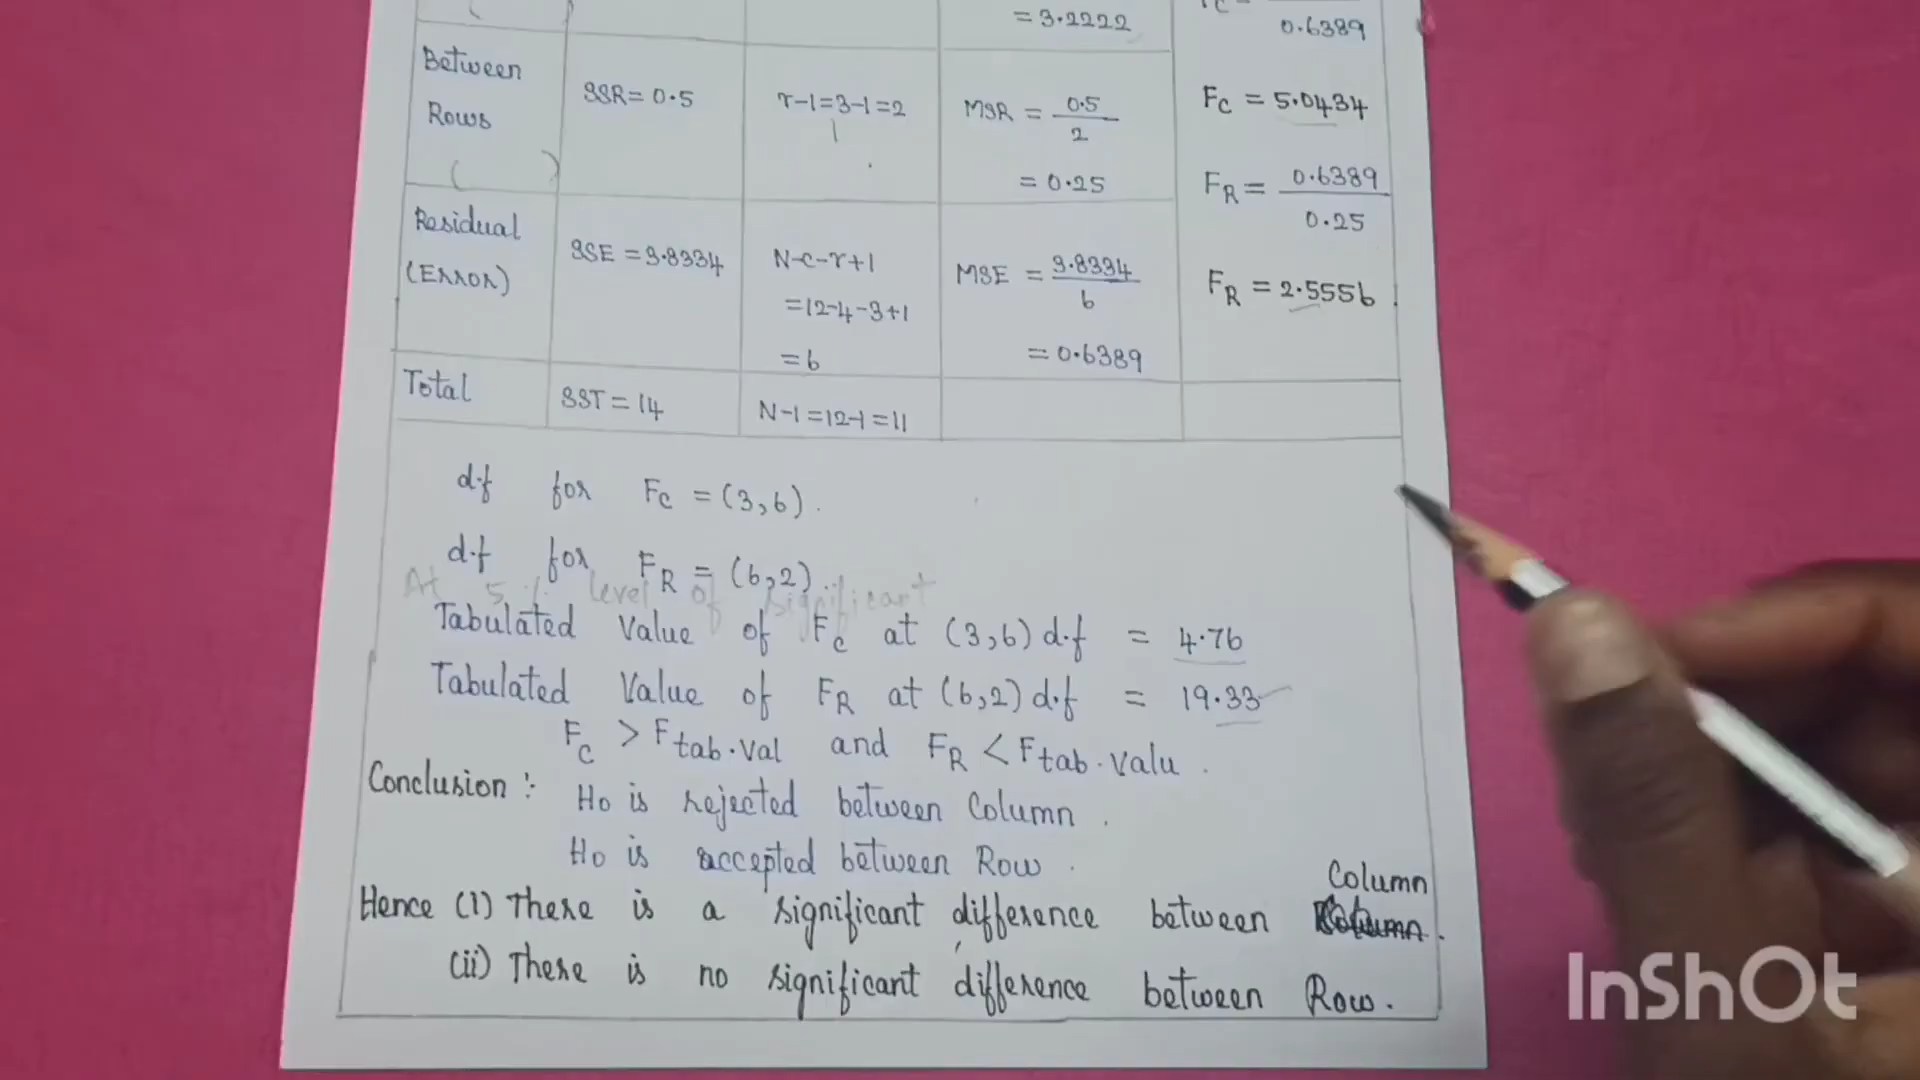 = 3.2222
0.6389
Between
Rows
( )
SSR = 0.5
r-1=3-1=2
MSR = 0.5
2
= 0.25
Fc = 5.0434
FR = 0.6389
0.25
FR = 2.5556
Residual
(Error)
SSE = 3.8334
N-c-r+1
=12-4-3+1
=6
MSE = 3.8334
6
= 0.6389
Total
SST = 14
N-1=12-1=11
d.f for Fc = (3,6).
d.f for FR = (6,2).
At 5% level of significant
Tabulated Value of Fc at (3,6) d.f = 4.76
Tabulated Value of FR at (6,2) d.f = 19.33
Fc > Ftab.val and FR < Ftab.valu.
Conclusion :- Ho is rejected between Column.
Ho is accepted between Row.
Column
Hence (i) There is a significant difference between
(ii) There is no significant difference between Row.
InShOt